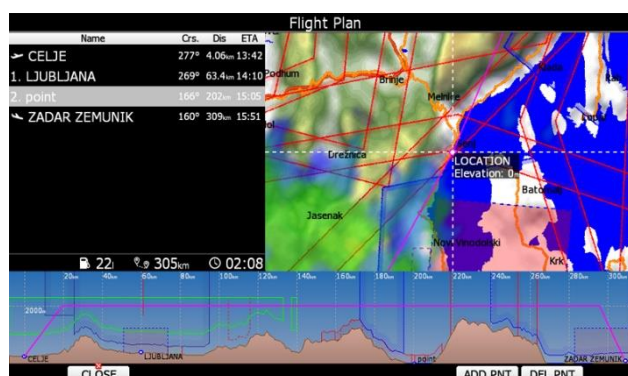 Flight Plan
Name Crs. Dis ETA
CELJE 277° 4.06km 13:42
1. LJUBLJANA 269° 63.4km 14:10
2. point 166° 202km 15:05
ZADAR ZEMUNIK 160° 309km 15:51
Podhum
Brinje
Melnice
Drežnica
LOCATION
Elevation: 0
Jasenak
Novi Vinodolski
Krk
22l 305km 02:08
20km 40km 60km 80km 100km 120km 140km 160km 180km 200km 220km 240km 260km 280km 300km
2000m
CELJE LJUBLJANA point ZADAR ZEMUNIK
CLOSE ADD PNT DEL PNT